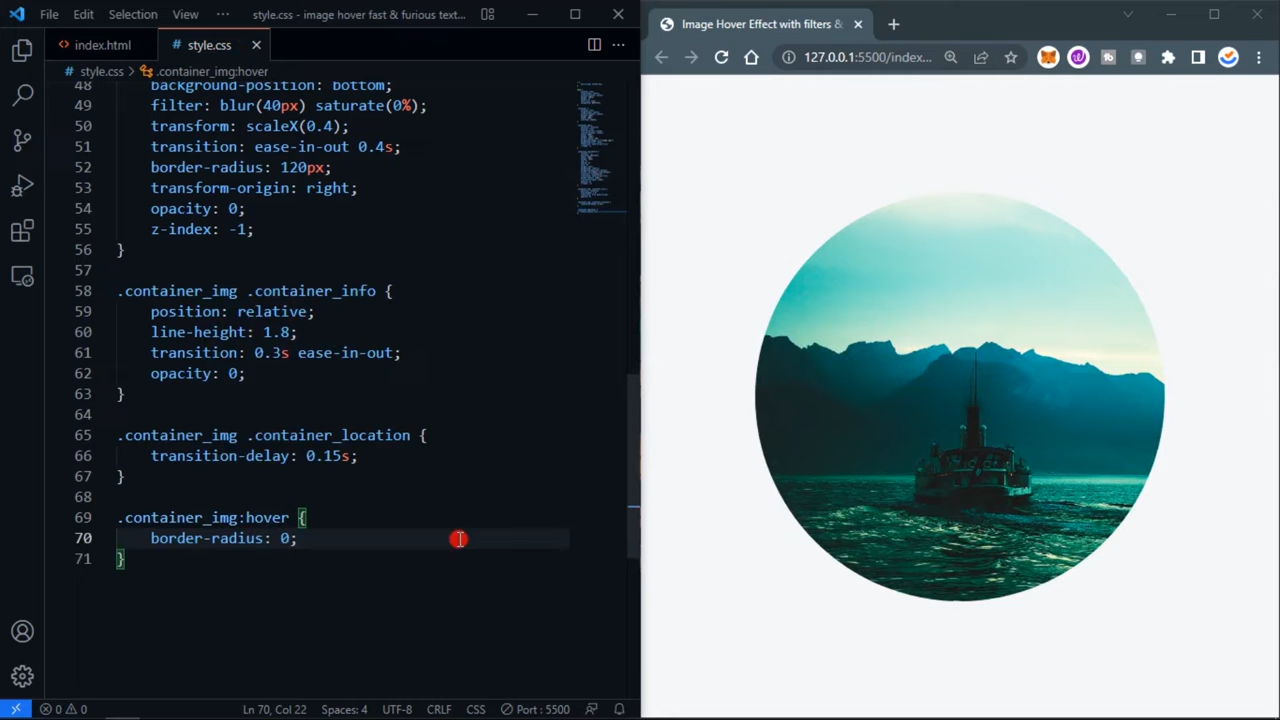 File Edit Selection View ··· style.css - image hover fast & furious text...
index.html # style.css
# style.css > .container_img:hover
48 background-position: bottom;
49 filter: blur(40px) saturate(0%);
50 transform: scaleX(0.4);
51 transition: ease-in-out 0.4s;
52 border-radius: 120px;
53 transform-origin: right;
54 opacity: 0;
55 z-index: -1;
56 }
57
58 .container_img .container_info {
59 position: relative;
60 line-height: 1.8;
61 transition: 0.3s ease-in-out;
62 opacity: 0;
63 }
64
65 .container_img .container_location {
66 transition-delay: 0.15s;
67 }
68
69 .container_img:hover {
70 border-radius: 0;
71 }
0 0 Ln 70, Col 22 Spaces: 4 UTF-8 CRLF CSS Port : 5500
Image Hover Effect with filters &
127.0.0.1:5500/index...